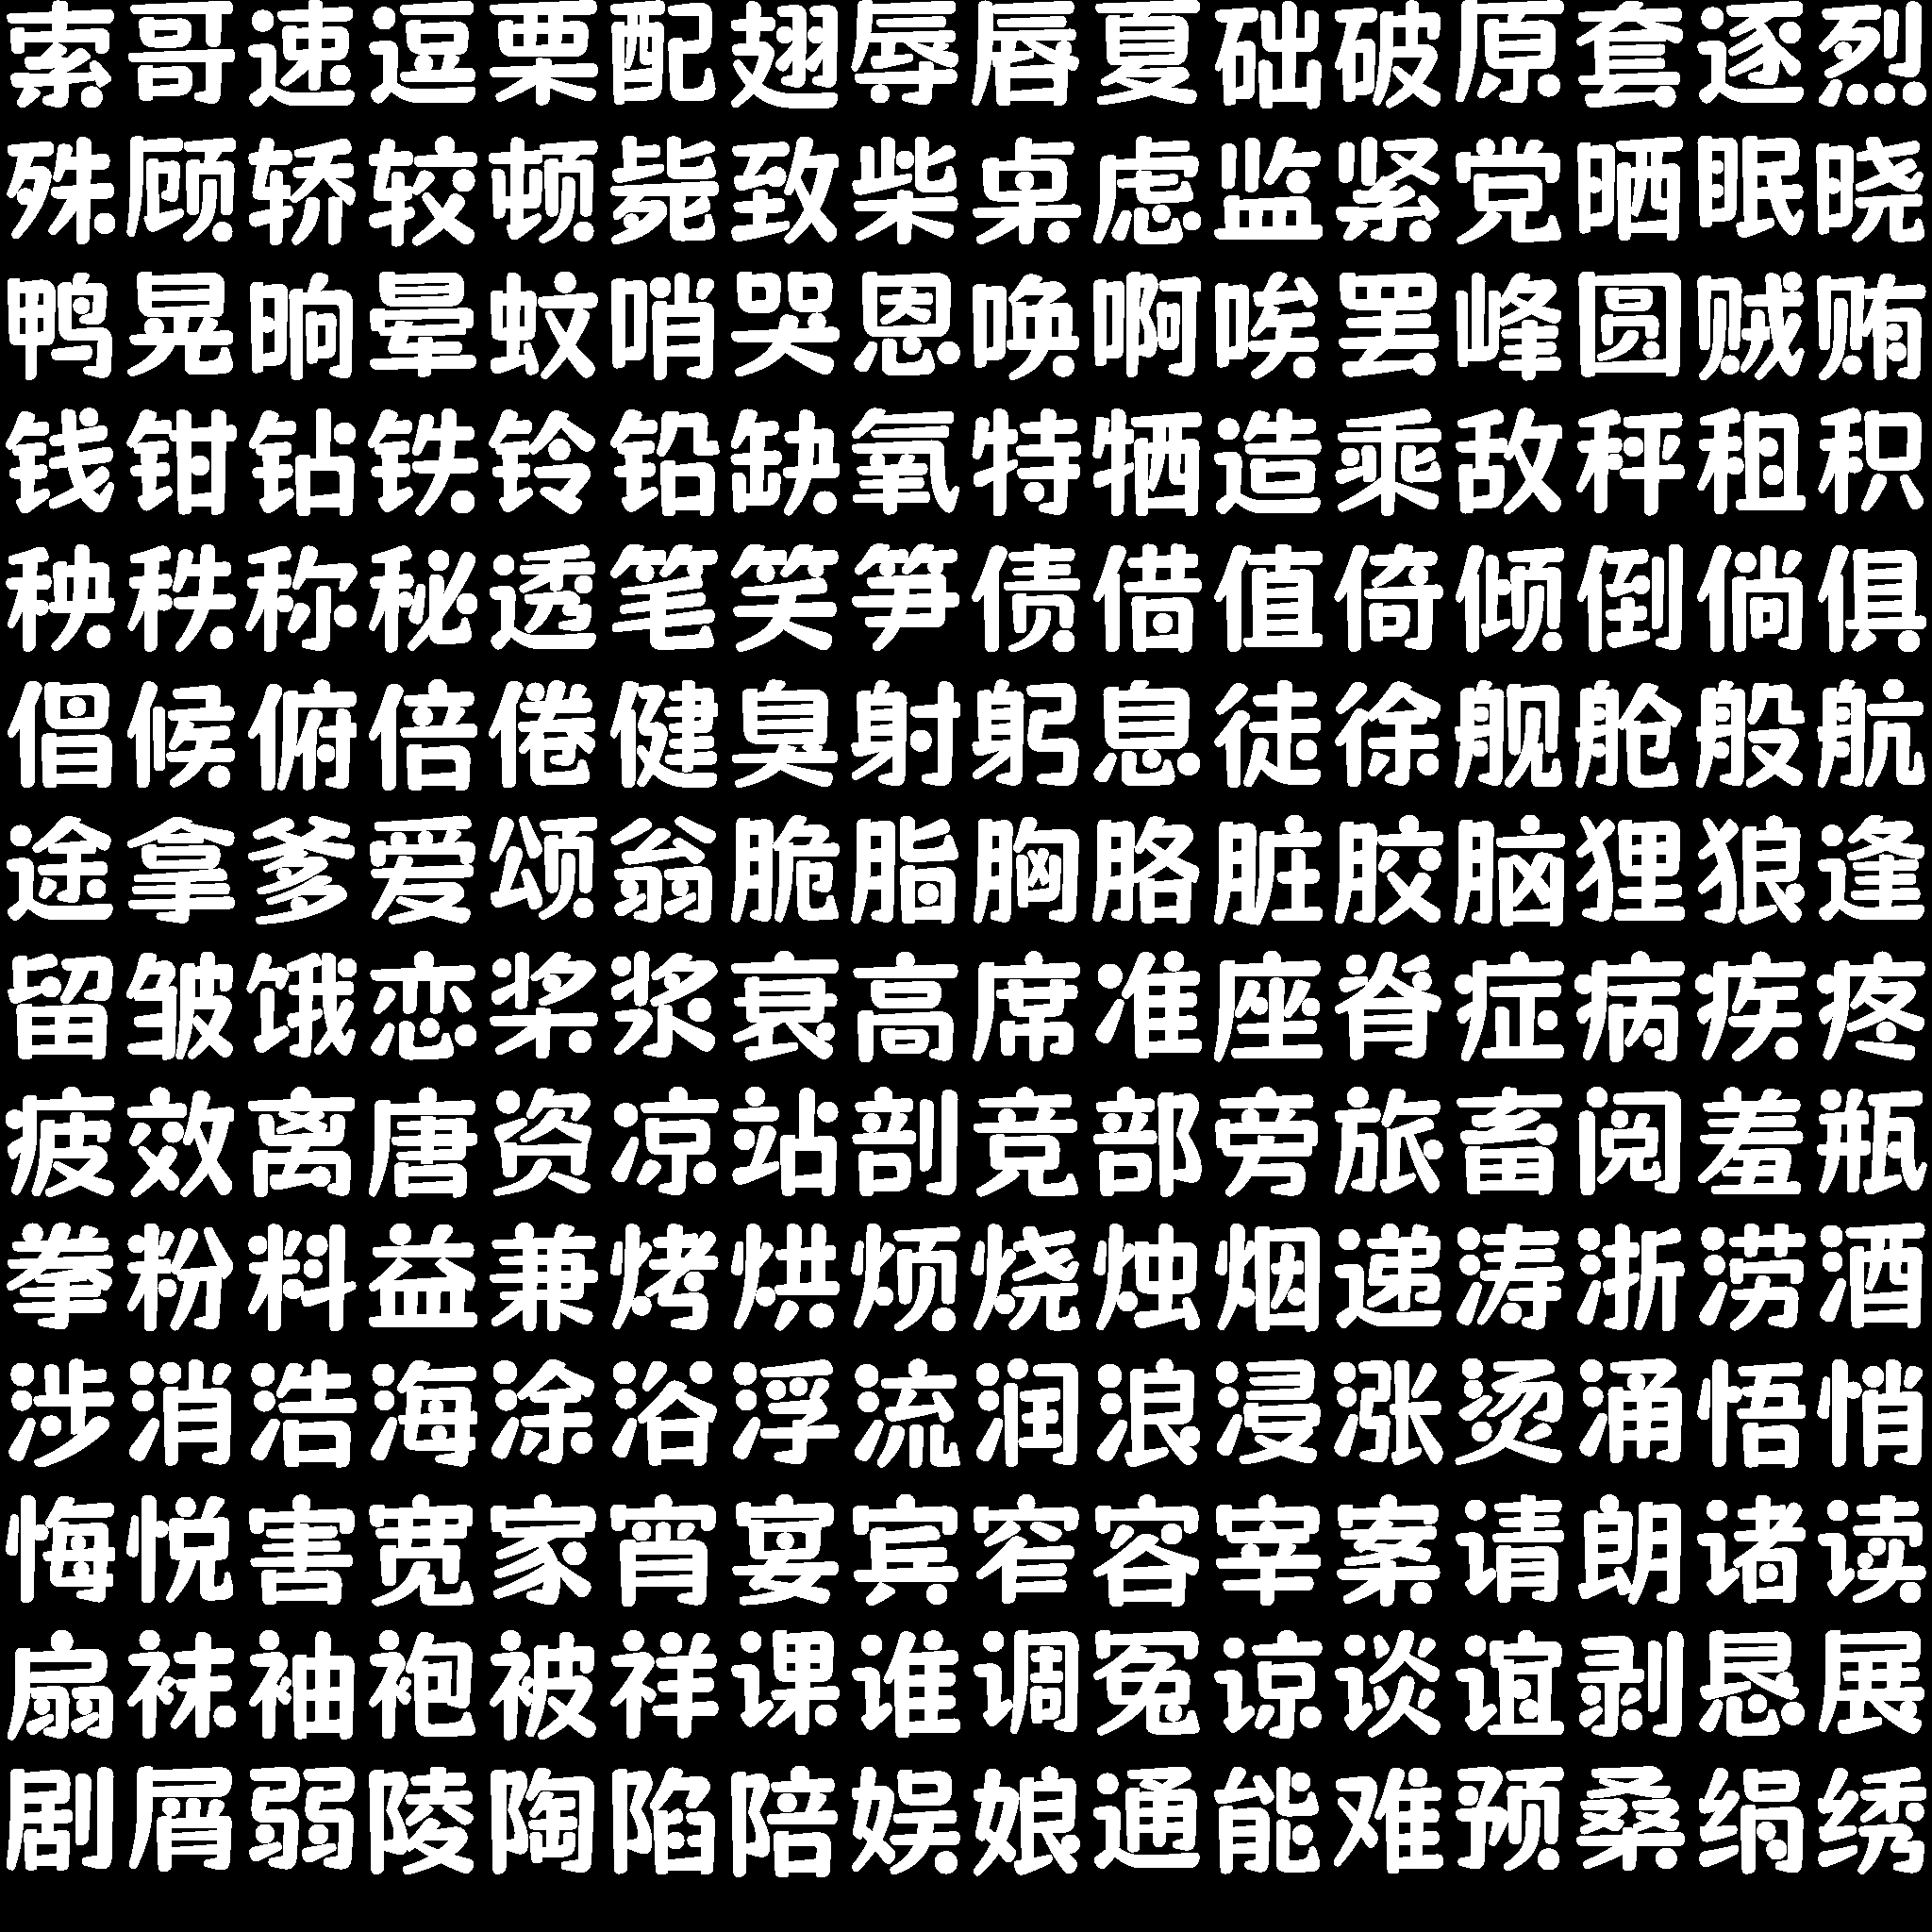 索哥速逗栗配翅辱唇夏础破原套逐烈
殊顾轿较顿毙致柴桌虑监紧党晒眠晓
鸭晃晌晕蚊哨哭恩唤啊唉罢峰圆贼贿
钱钳钻铁铃铅缺氧特牺造乘敌秤租积
秧秩称秘透笔笑笋债借值倚倾倒倘俱
倡候俯倍倦健臭射躬息徒徐舰舱般航
途拿爹爱颂翁脆脂胸胳脏胶脑狸狼逢
留皱饿恋桨浆衰高席准座脊症病疾疼
疲效离唐资凉站剖竞部旁旅畜阅羞瓶
拳粉料益兼烤烘烦烧烛烟递涛浙涝酒
涉消浩海涂浴浮流润浪浸涨烫涌悟悄
悔悦害宽家宵宴宾窄容宰案请朗诸读
扇袜袖袍被祥课谁调冤谅谈谊剥恳展
剧屑弱陵陶陷陪娱娘通能难预桑绢绣